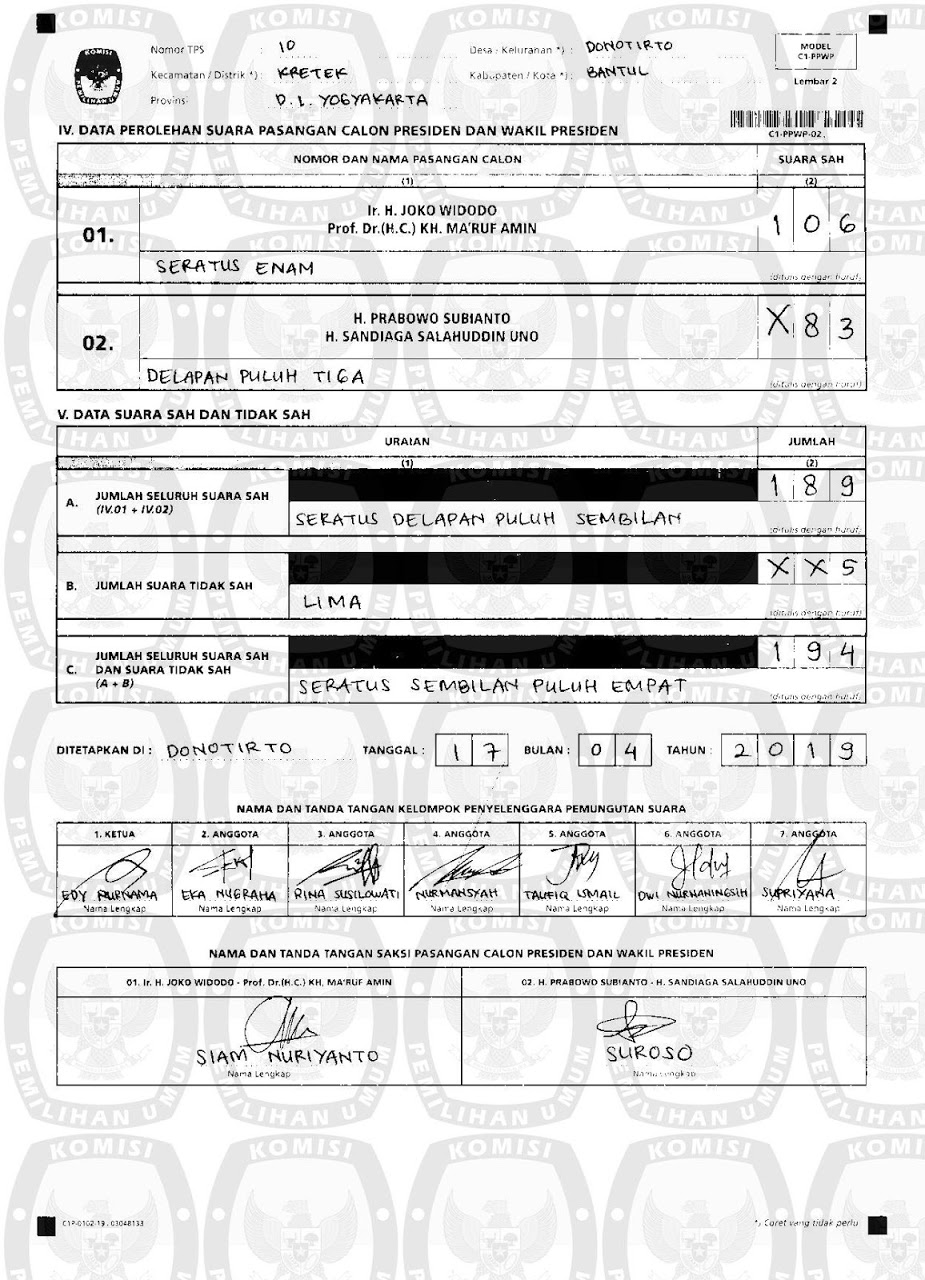 Nomor TPS : 10
Desa / Kelurahan *) : DONOTIRTO
MODEL
C1-PPWP
Kecamatan / Distrik *) : KRETEK
Kabupaten / Kota *) : BANTUL
Lembar 2
Provinsi D.I. YOGYAKARTA
C1-PPWP-02
IV. DATA PEROLEHAN SUARA PASANGAN CALON PRESIDEN DAN WAKIL PRESIDEN
NOMOR DAN NAMA PASANGAN CALON SUARA SAH
(1) (2)
01. Ir. H. JOKO WIDODO
Prof. Dr.(H.C.) KH. MA'RUF AMIN 1 0 6
SERATUS ENAM
(ditulis dengan huruf)
02. H. PRABOWO SUBIANTO
H. SANDIAGA SALAHUDDIN UNO X 8 3
DELAPAN PULUH TIGA
(ditulis dengan huruf)
V. DATA SUARA SAH DAN TIDAK SAH
URAIAN JUMLAH
(1) (2)
A. JUMLAH SELURUH SUARA SAH
(IV.01 + IV.02) 1 8 9
SERATUS DELAPAN PULUH SEMBILAN
(ditulis dengan huruf)
B. JUMLAH SUARA TIDAK SAH X X 5
LIMA
(ditulis dengan huruf)
C. JUMLAH SELURUH SUARA SAH
DAN SUARA TIDAK SAH
(A + B) 1 9 4
SERATUS SEMBILAN PULUH EMPAT
(ditulis dengan huruf)
DITETAPKAN DI : DONOTIRTO TANGGAL : 1 7 BULAN : 0 4 TAHUN : 2 0 1 9
NAMA DAN TANDA TANGAN KELOMPOK PENYELENGGARA PEMUNGUTAN SUARA
1. KETUA 2. ANGGOTA 3. ANGGOTA 4. ANGGOTA 5. ANGGOTA 6. ANGGOTA 7. ANGGOTA
EDY PURNAMA EKA NUGRAHA RINA SUSILOWATI NURMANSYAH TAUFIQ ISMAIL DWI NURHANINGSIH SUPRIYANA
Nama Lengkap Nama Lengkap Nama Lengkap Nama Lengkap Nama Lengkap Nama Lengkap Nama Lengkap
NAMA DAN TANDA TANGAN SAKSI PASANGAN CALON PRESIDEN DAN WAKIL PRESIDEN
01. Ir. H. JOKO WIDODO - Prof. Dr.(H.C.) KH. MA'RUF AMIN 02. H. PRABOWO SUBIANTO - H. SANDIAGA SALAHUDDIN UNO
SIAM NURIYANTO SUROSO
Nama Lengkap Nama Lengkap
C1P-0102-19, 03048133
*) Coret yang tidak perlu
KOMISI PEMILIHAN UMUM